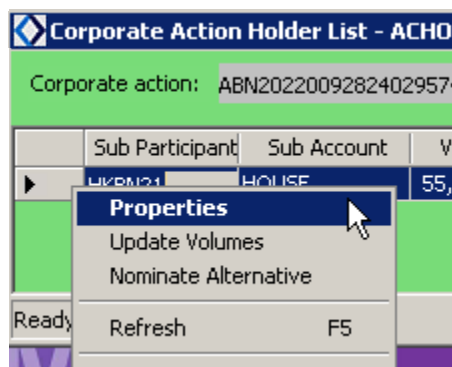 Corporate Action Holder List - ACHO
Corporate action: ABN2022009282402957
Sub Participant Sub Account V
HOUSE 55,
Properties
Update Volumes
Nominate Alternative
Refresh F5
Ready